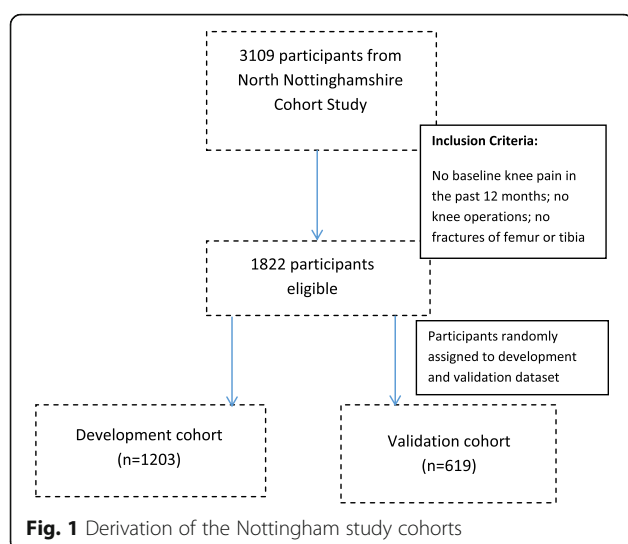 3109 participants from
North Nottinghamshire
Cohort Study
Inclusion Criteria:
No baseline knee pain in
the past 12 months; no
knee operations; no
fractures of femur or tibia
1822 participants
eligible
Participants randomly
assigned to development
and validation dataset
Development cohort
(n=1203)
Validation cohort
(n=619)
Fig. 1 Derivation of the Nottingham study cohorts